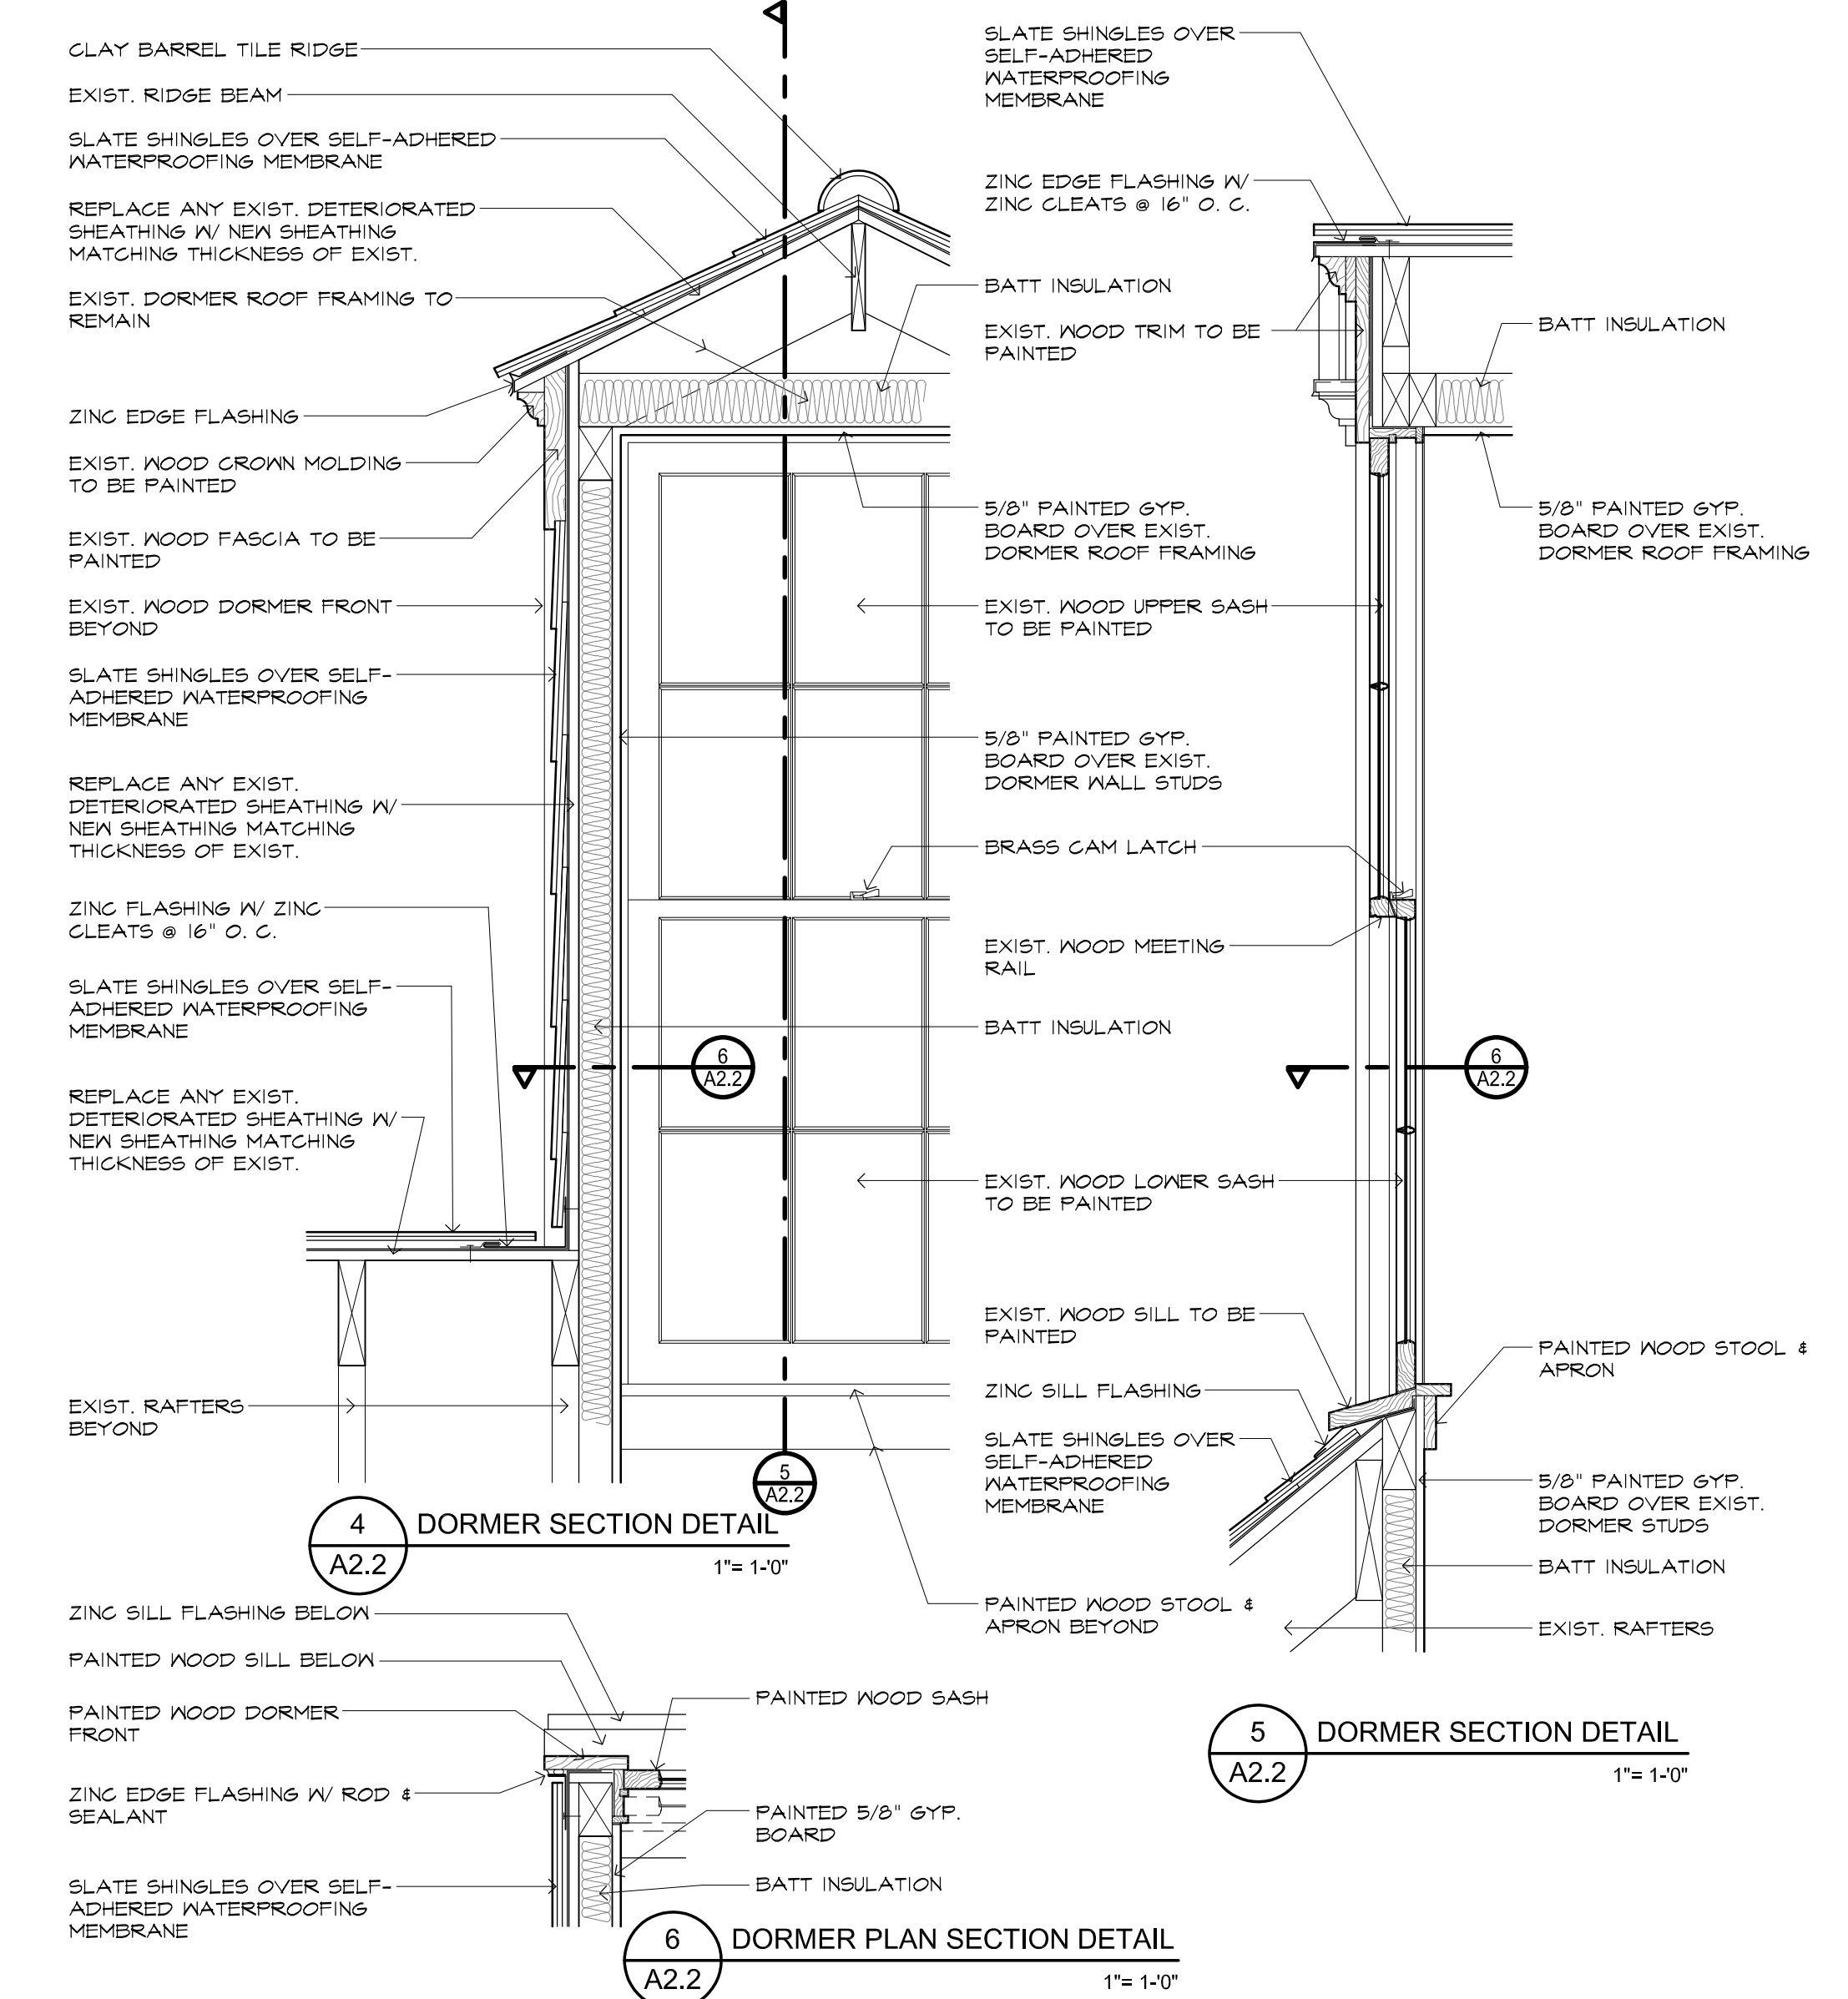 CLAY BARREL TILE RIDGE
EXIST. RIDGE BEAM
SLATE SHINGLES OVER SELF-ADHERED
WATERPROOFING MEMBRANE
REPLACE ANY EXIST. DETERIORATED
SHEATHING W/ NEW SHEATHING
MATCHING THICKNESS OF EXIST.
EXIST. DORMER ROOF FRAMING TO
REMAIN
ZINC EDGE FLASHING
EXIST. WOOD CROWN MOLDING
TO BE PAINTED
EXIST. WOOD FASCIA TO BE
PAINTED
EXIST. WOOD DORMER FRONT
BEYOND
SLATE SHINGLES OVER SELF-
ADHERED WATERPROOFING
MEMBRANE
REPLACE ANY EXIST.
DETERIORATED SHEATHING W/
NEW SHEATHING MATCHING
THICKNESS OF EXIST.
ZINC FLASHING W/ ZINC
CLEATS @ 16" O. C.
SLATE SHINGLES OVER SELF-
ADHERED WATERPROOFING
MEMBRANE
REPLACE ANY EXIST.
DETERIORATED SHEATHING W/
NEW SHEATHING MATCHING
THICKNESS OF EXIST.
EXIST. RAFTERS
BEYOND
6
A2.2
5
A2.2
4
A2.2
DORMER SECTION DETAIL
1"= 1-'0"
SLATE SHINGLES OVER
SELF-ADHERED
WATERPROOFING
MEMBRANE
ZINC EDGE FLASHING W/
ZINC CLEATS @ 16" O. C.
BATT INSULATION
EXIST. WOOD TRIM TO BE
PAINTED
5/8" PAINTED GYP.
BOARD OVER EXIST.
DORMER ROOF FRAMING
EXIST. WOOD UPPER SASH
TO BE PAINTED
5/8" PAINTED GYP.
BOARD OVER EXIST.
DORMER WALL STUDS
BRASS CAM LATCH
EXIST. WOOD MEETING
RAIL
BATT INSULATION
EXIST. WOOD LOWER SASH
TO BE PAINTED
EXIST. WOOD SILL TO BE
PAINTED
ZINC SILL FLASHING
SLATE SHINGLES OVER
SELF-ADHERED
WATERPROOFING
MEMBRANE
PAINTED WOOD STOOL &
APRON BEYOND
BATT INSULATION
5/8" PAINTED GYP.
BOARD OVER EXIST.
DORMER ROOF FRAMING
6
A2.2
PAINTED WOOD STOOL &
APRON
5/8" PAINTED GYP.
BOARD OVER EXIST.
DORMER STUDS
BATT INSULATION
EXIST. RAFTERS
5
A2.2
DORMER SECTION DETAIL
1"= 1-'0"
ZINC SILL FLASHING BELOW
PAINTED WOOD SILL BELOW
PAINTED WOOD DORMER
FRONT
ZINC EDGE FLASHING W/ ROD &
SEALANT
SLATE SHINGLES OVER SELF-
ADHERED WATERPROOFING
MEMBRANE
PAINTED WOOD SASH
PAINTED 5/8" GYP.
BOARD
BATT INSULATION
6
A2.2
DORMER PLAN SECTION DETAIL
1"= 1-'0"